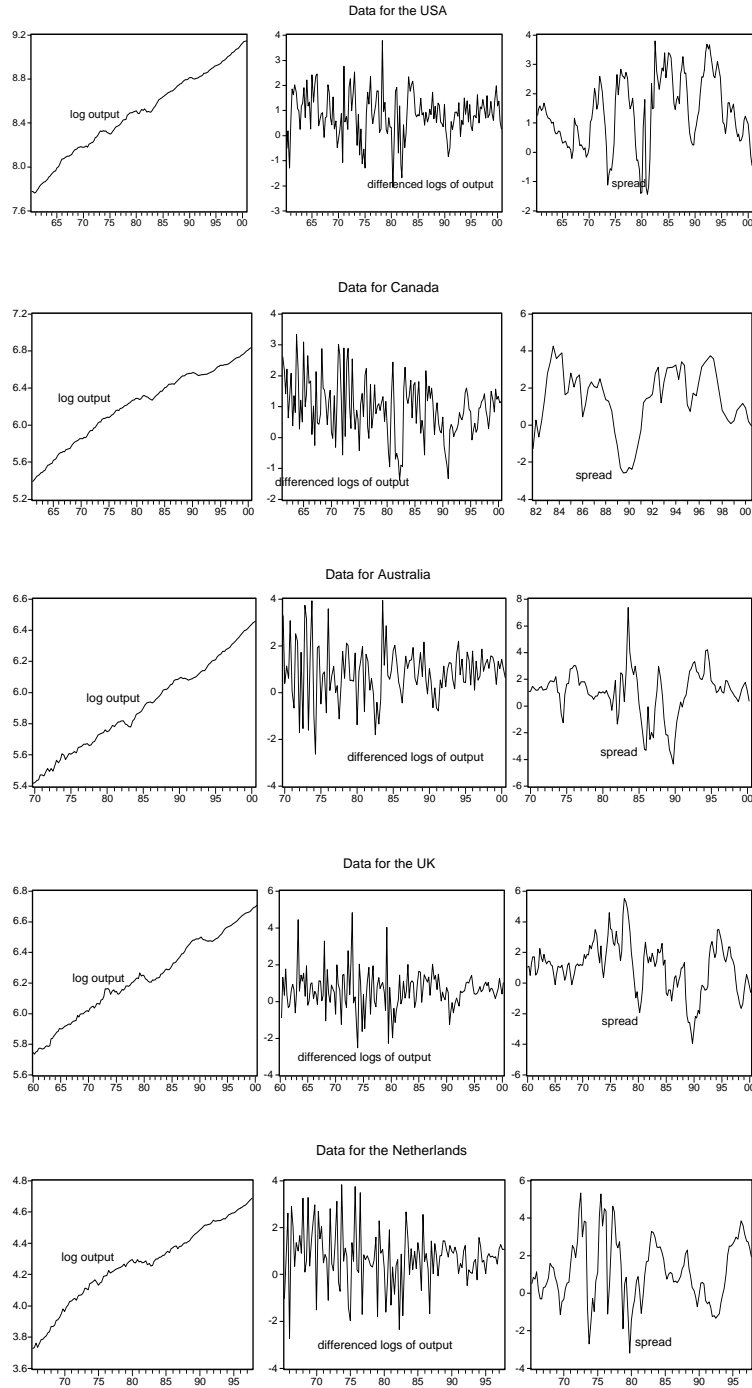 Data for the USA
9.2
8.8
8.4
8.0
7.6
log output
65 70 75 80 85 90 95 00
4
3
2
1
0
-1
-2
-3
differenced logs of output
65 70 75 80 85 90 95 00
4
3
2
1
0
-1
-2
spread
65 70 75 80 85 90 95 00
Data for Canada
7.2
6.8
6.4
6.0
5.6
5.2
log output
65 70 75 80 85 90 95 00
4
3
2
1
0
-1
-2
differenced logs of output
65 70 75 80 85 90 95 00
6
4
2
0
-2
-4
spread
82 84 86 88 90 92 94 96 98 00
Data for Australia
6.6
6.4
6.2
6.0
5.8
5.6
5.4
log output
70 75 80 85 90 95 00
4
2
0
-2
-4
differenced logs of output
70 75 80 85 90 95 00
8
6
4
2
0
-2
-4
-6
spread
70 75 80 85 90 95 00
Data for the UK
6.8
6.6
6.4
6.2
6.0
5.8
5.6
log output
60 65 70 75 80 85 90 95 00
6
4
2
0
-2
-4
differenced logs of output
60 65 70 75 80 85 90 95 00
6
4
2
0
-2
-4
-6
spread
60 65 70 75 80 85 90 95 00
Data for the Netherlands
4.8
4.6
4.4
4.2
4.0
3.8
3.6
log output
70 75 80 85 90 95
4
2
0
-2
-4
differenced logs of output
70 75 80 85 90 95
6
4
2
0
-2
-4
spread
70 75 80 85 90 95